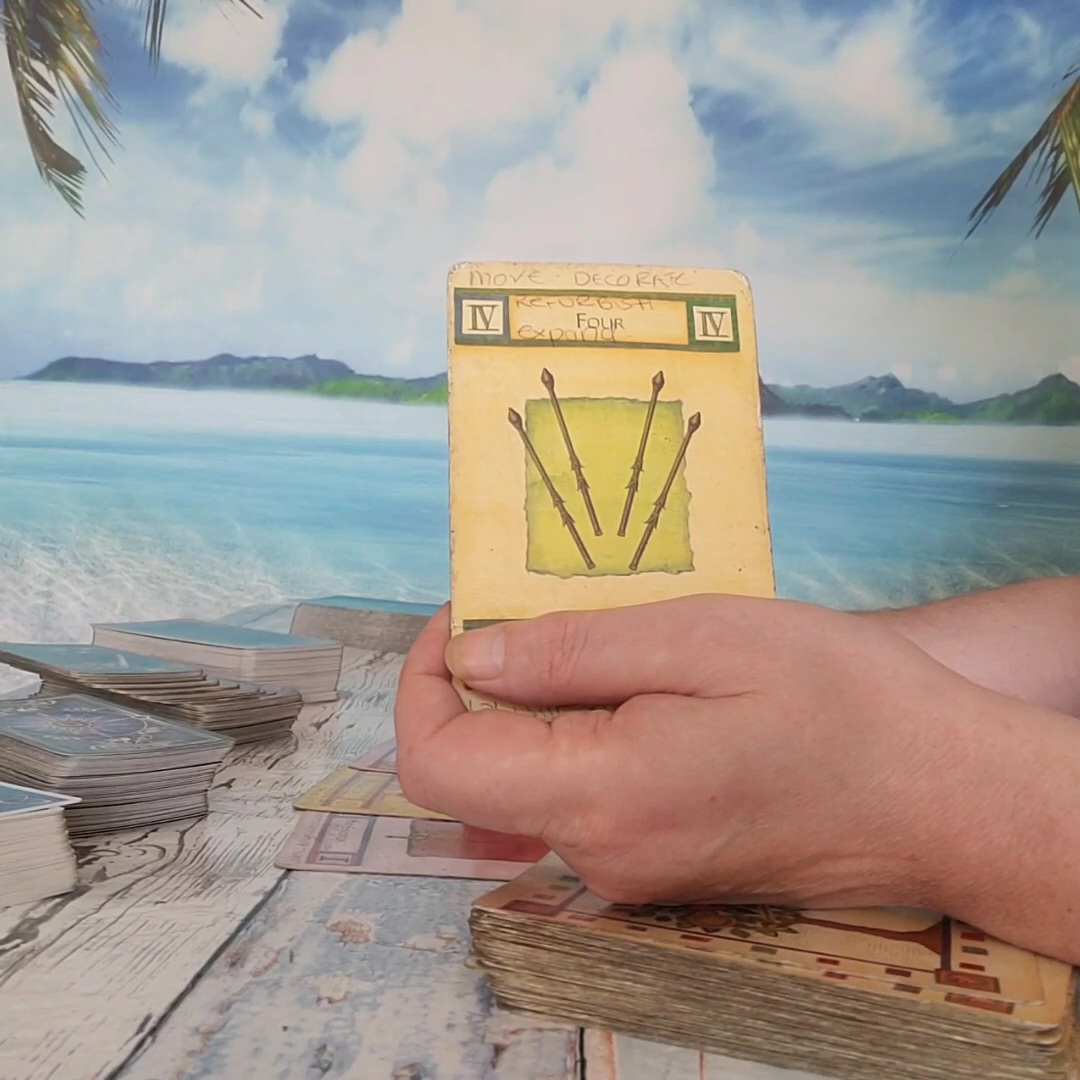 MOVE - DECORATE
REFURBISH
IV FOUR IV
Expand.
I